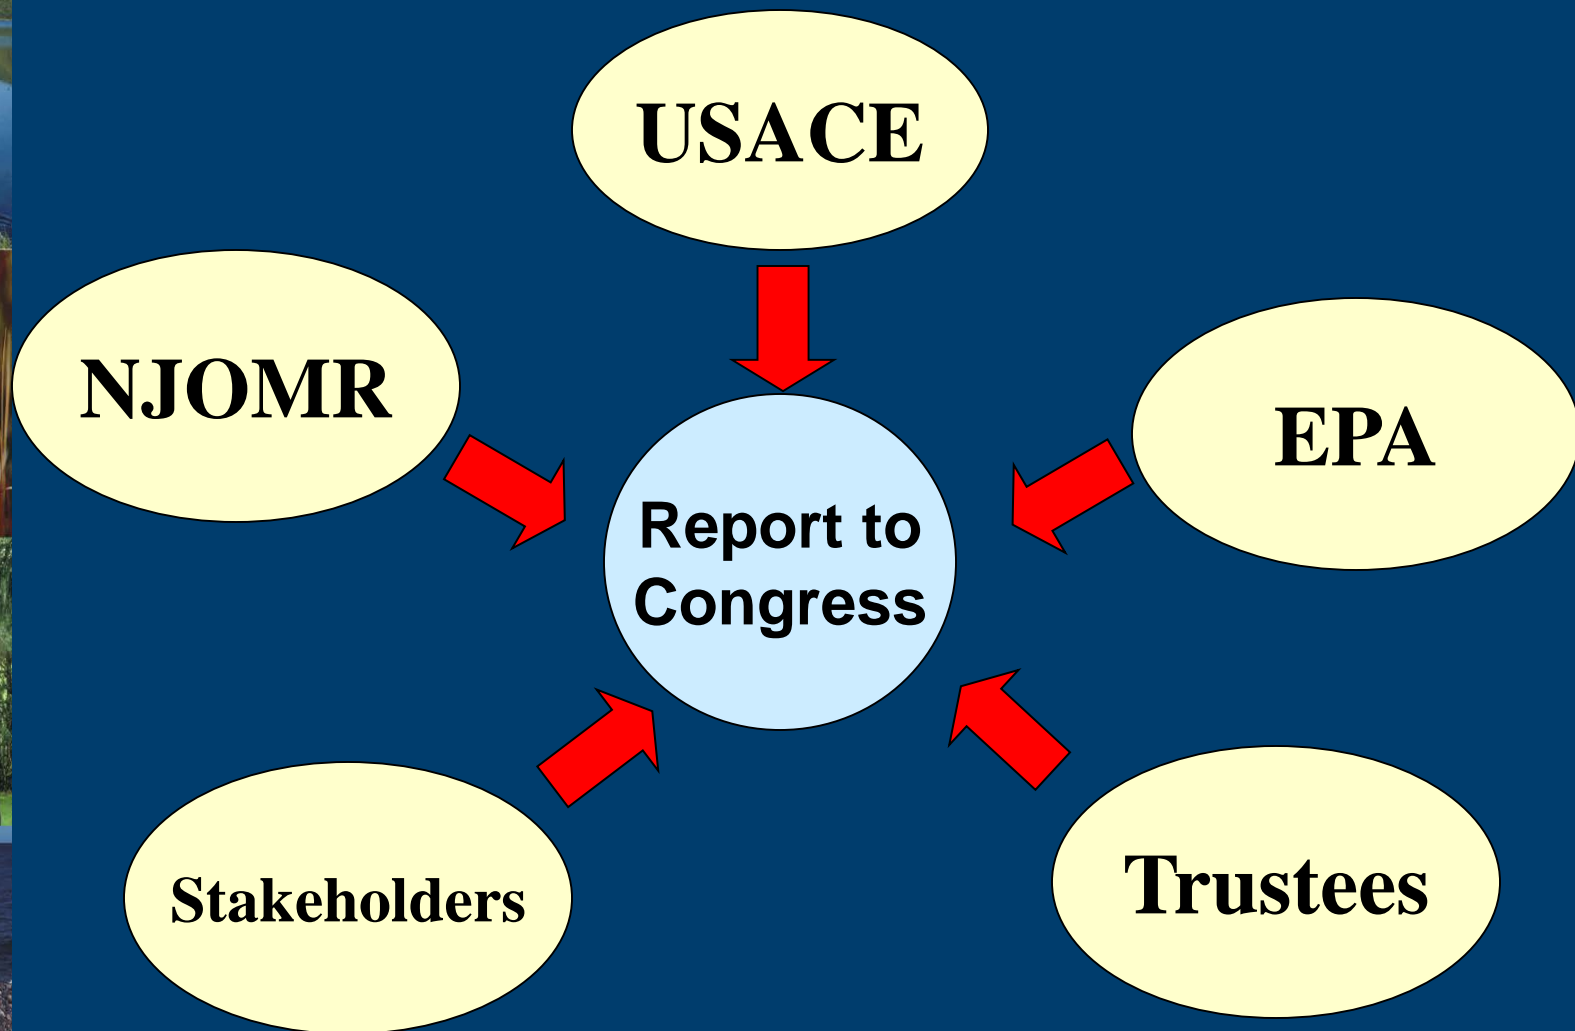 USACE
NJOMR
EPA
Report to
Congress
Stakeholders
Trustees